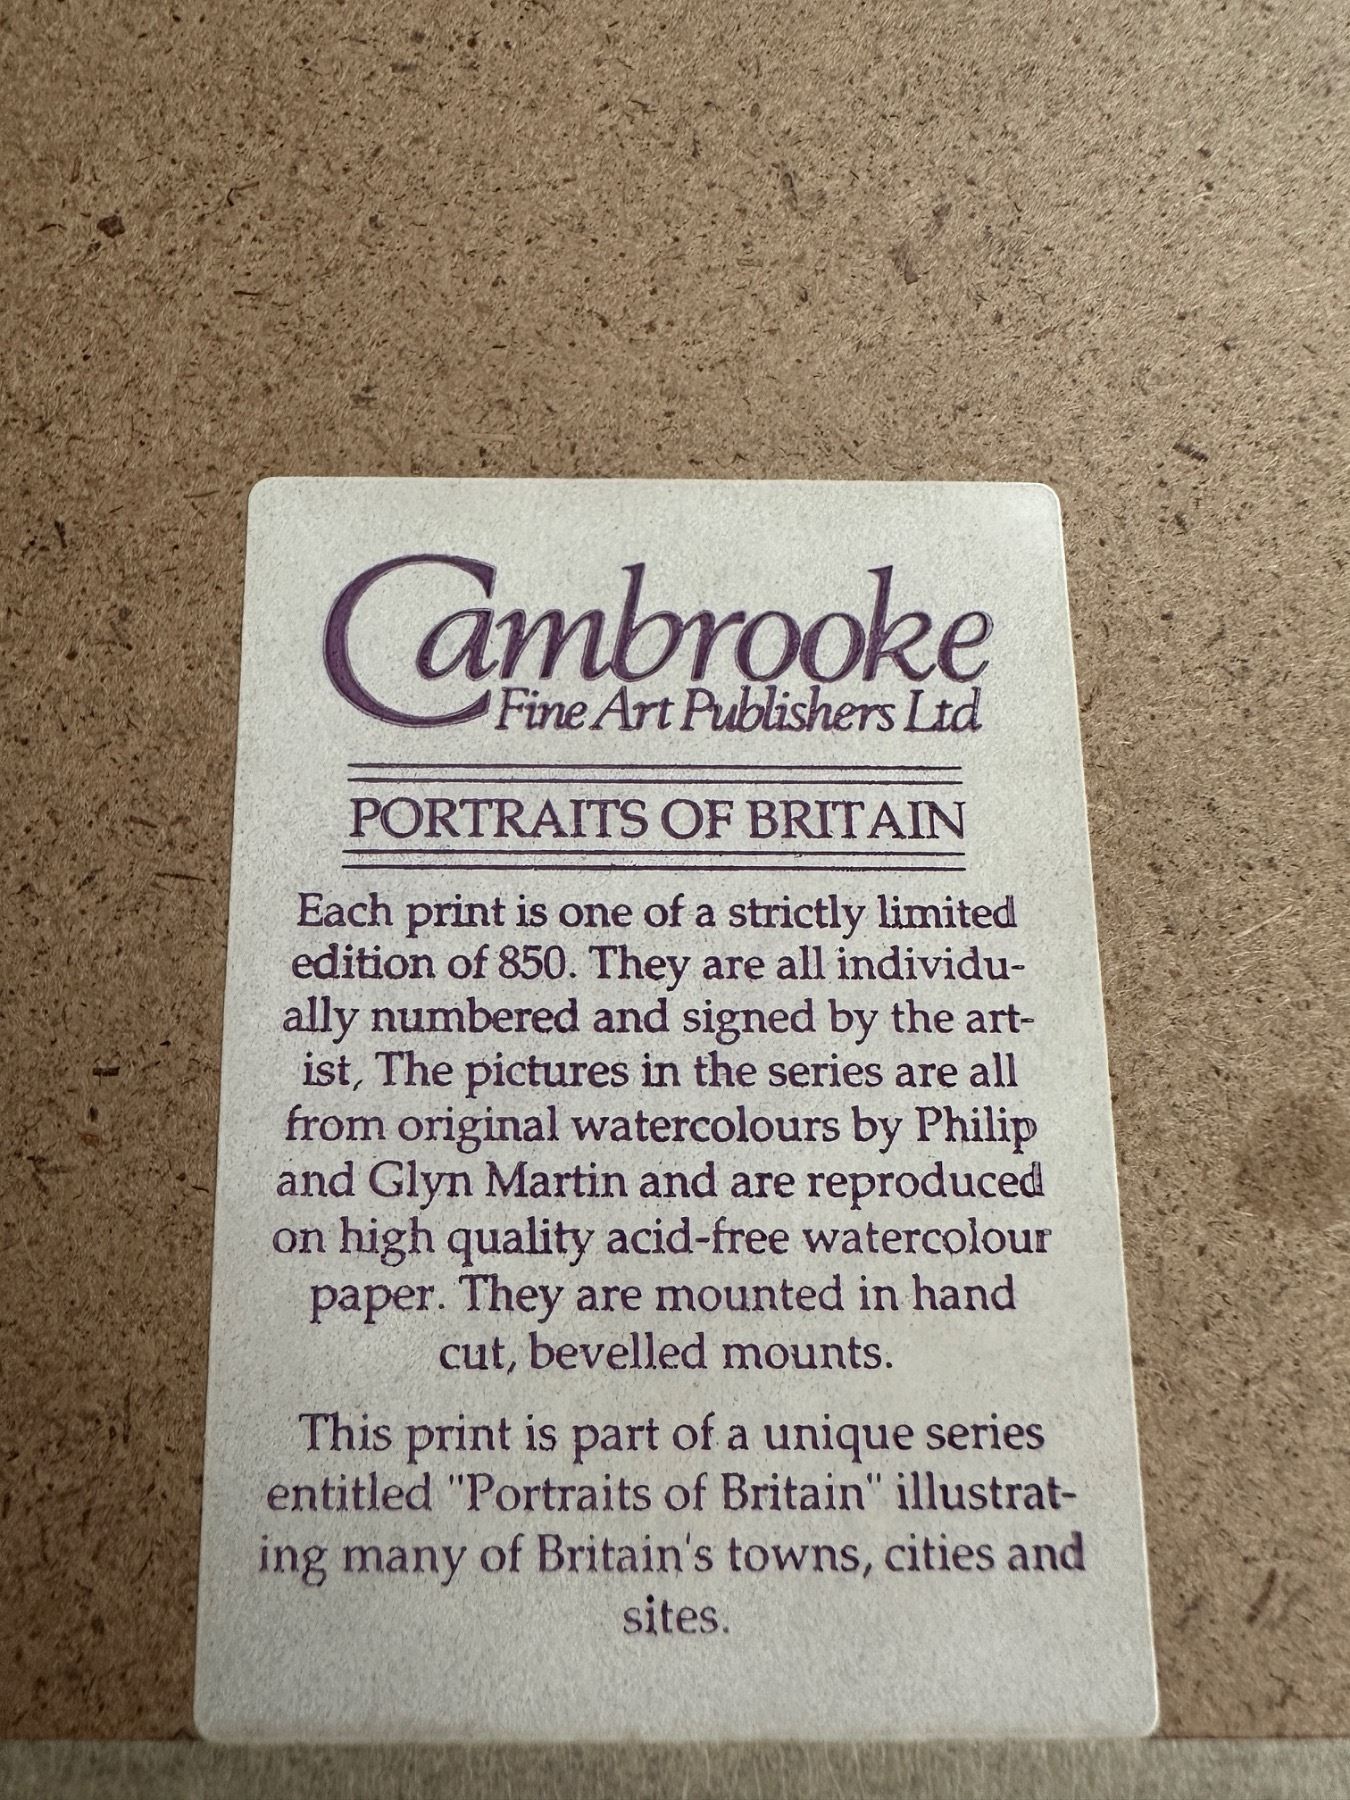 Cambrooke
Fine Art Publishers Ltd
PORTRAITS OF BRITAIN
Each print is one of a strictly limited
edition of 850. They are all individu-
ally numbered and signed by the art-
ist, The pictures in the series are all
from original watercolours by Philip
and Glyn Martin and are reproduced
on high quality acid-free watercolour
paper. They are mounted in hand
cut, bevelled mounts.
This print is part of a unique series
entitled "Portraits of Britain" illustrat-
ing many of Britain's towns, cities and
sites.